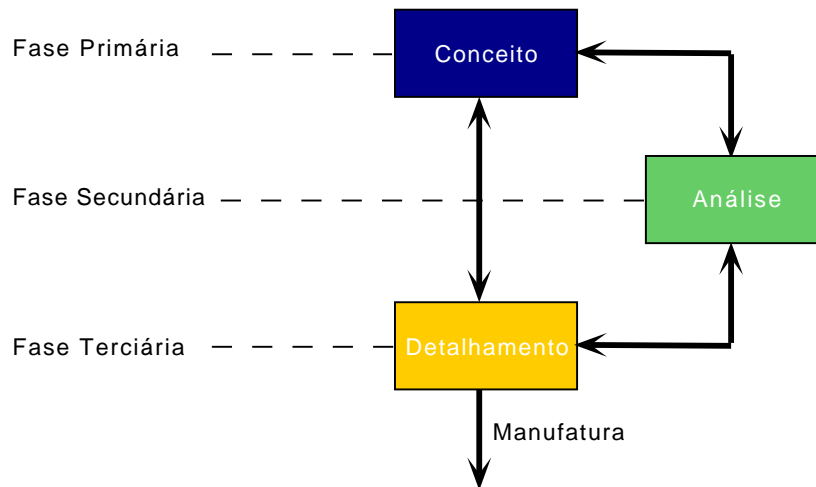 Fase Primária
Conceito
Fase Secundária
Análise
Fase Terciária
Detalhamento
Manufatura